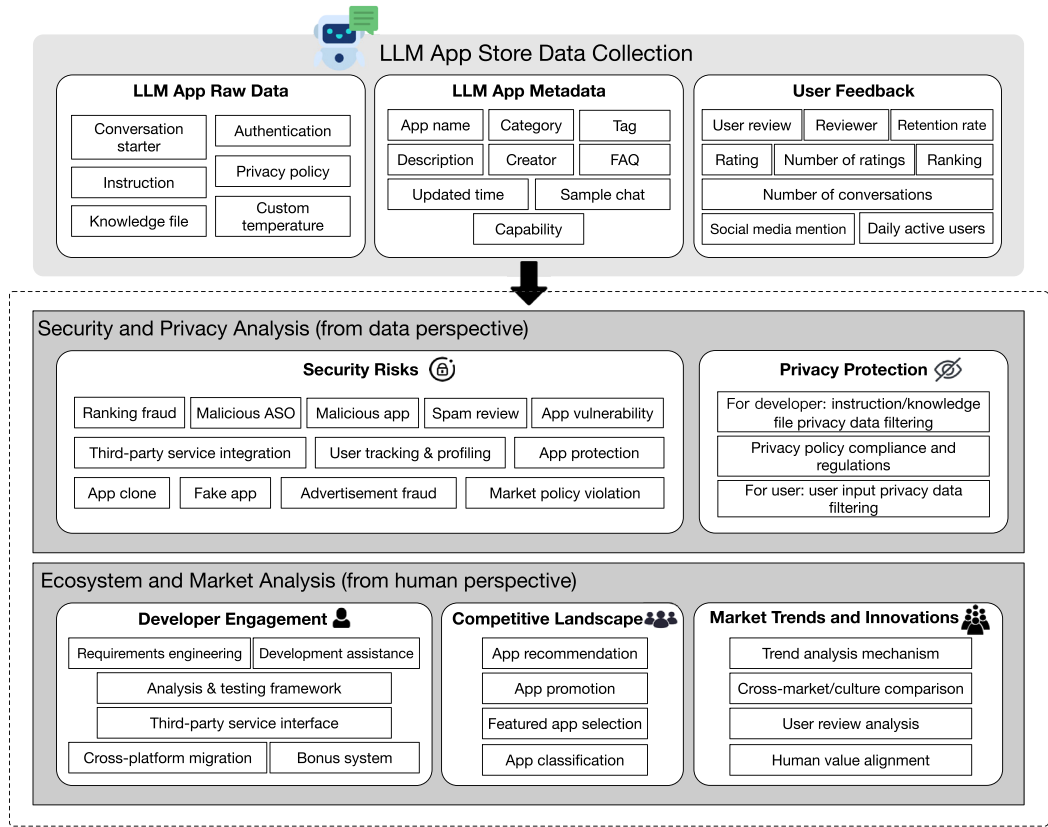 LLM App Store Data Collection
LLM App Raw Data
Conversation
starter
Authentication
Instruction
Privacy policy
Knowledge file
Custom
temperature
LLM App Metadata
App name
Category
Tag
Description
Creator
FAQ
Updated time
Sample chat
Capability
User Feedback
User review
Reviewer
Retention rate
Rating
Number of ratings
Ranking
Number of conversations
Social media mention
Daily active users
Security and Privacy Analysis (from data perspective)
Security Risks
Ranking fraud
Malicious ASO
Malicious app
Spam review
App vulnerability
Third-party service integration
User tracking & profiling
App protection
App clone
Fake app
Advertisement fraud
Market policy violation
Privacy Protection
For developer: instruction/knowledge
file privacy data filtering
Privacy policy compliance and
regulations
For user: user input privacy data
filtering
Ecosystem and Market Analysis (from human perspective)
Developer Engagement
Requirements engineering
Development assistance
Analysis & testing framework
Third-party service interface
Cross-platform migration
Bonus system
Competitive Landscape
App recommendation
App promotion
Featured app selection
App classification
Market Trends and Innovations
Trend analysis mechanism
Cross-market/culture comparison
User review analysis
Human value alignment